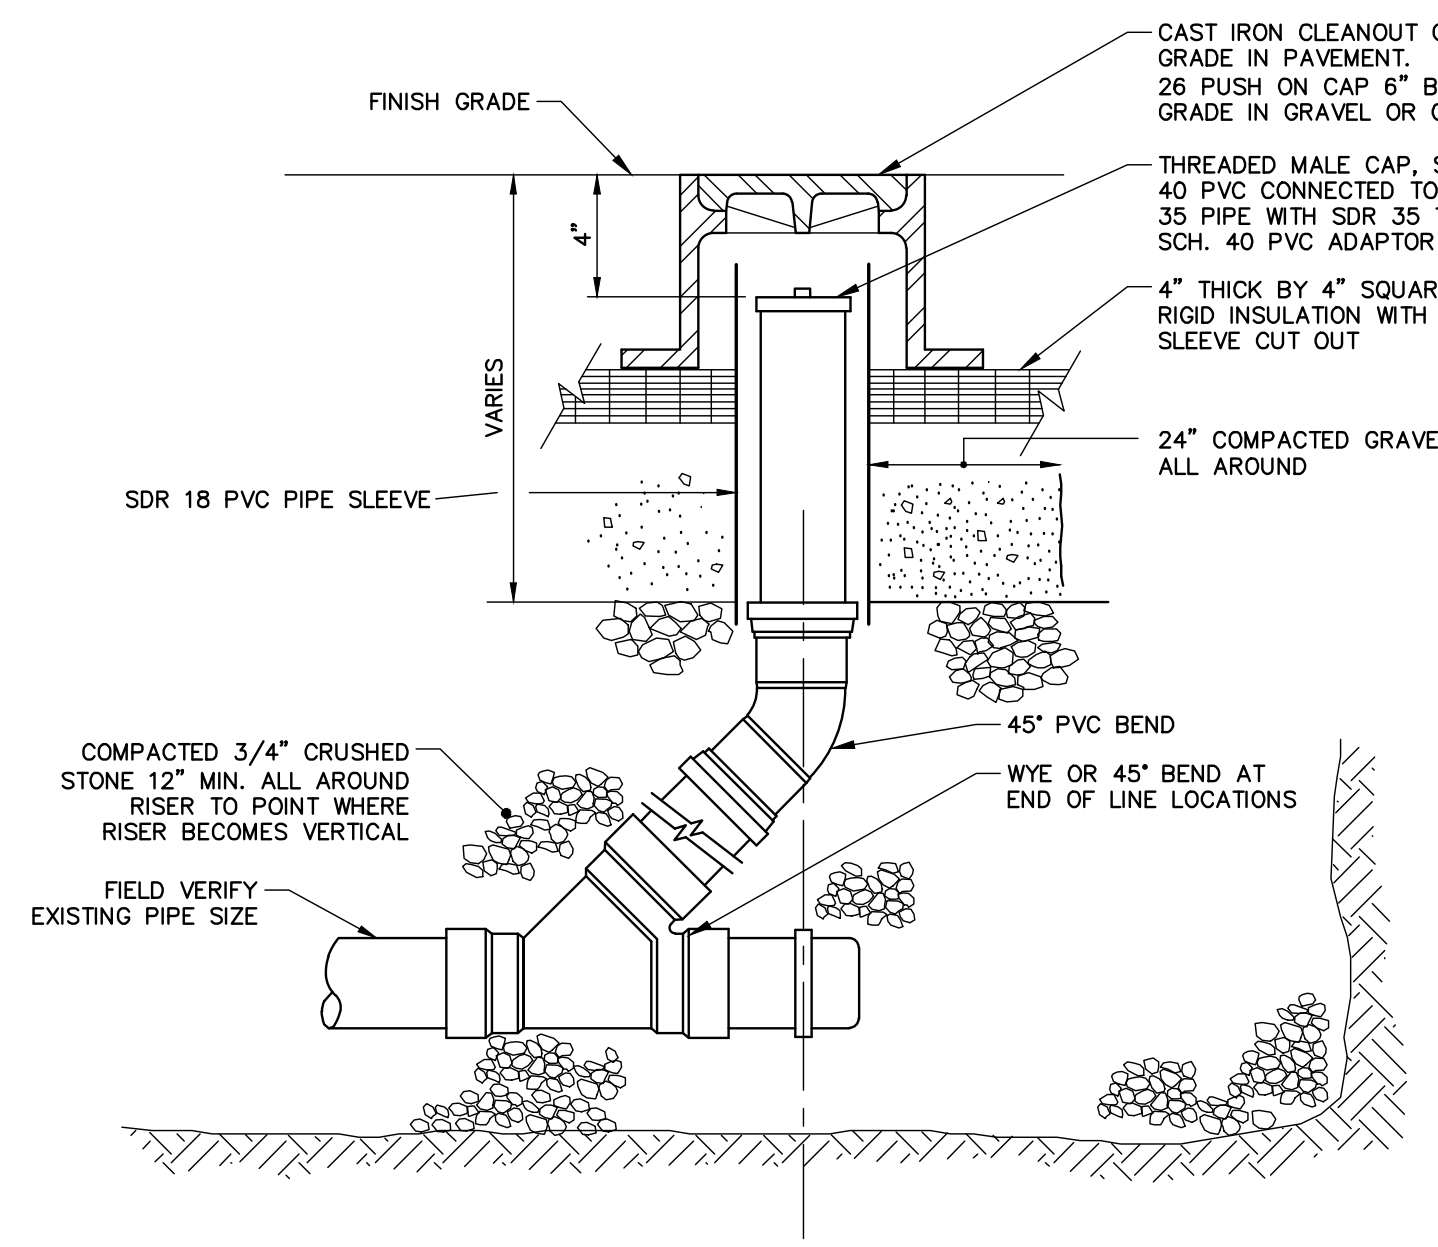 CAST IRON CLEANOUT
GRADE IN PAVEMENT.
26 PUSH ON CAP 6"
GRADE IN GRAVEL OR
FINISH GRADE
THREADED MALE CAP,
40 PVC CONNECTED TO
35 PIPE WITH SDR 35
SCH. 40 PVC ADAPTOR
4"
4" THICK BY 4"
RIGID INSULATION WITH
SLEEVE CUT OUT
VARIES
24" COMPACTED
ALL AROUND
SDR 18 PVC PIPE SLEEVE
45° PVC BEND
COMPACTED 3/4" CRUSHED
STONE 12" MIN. ALL AROUND
RISER TO POINT WHERE
RISER BECOMES VERTICAL
WYE OR 45° BEND AT
END OF LINE LOCATIONS
FIELD VERIFY
EXISTING PIPE SIZE